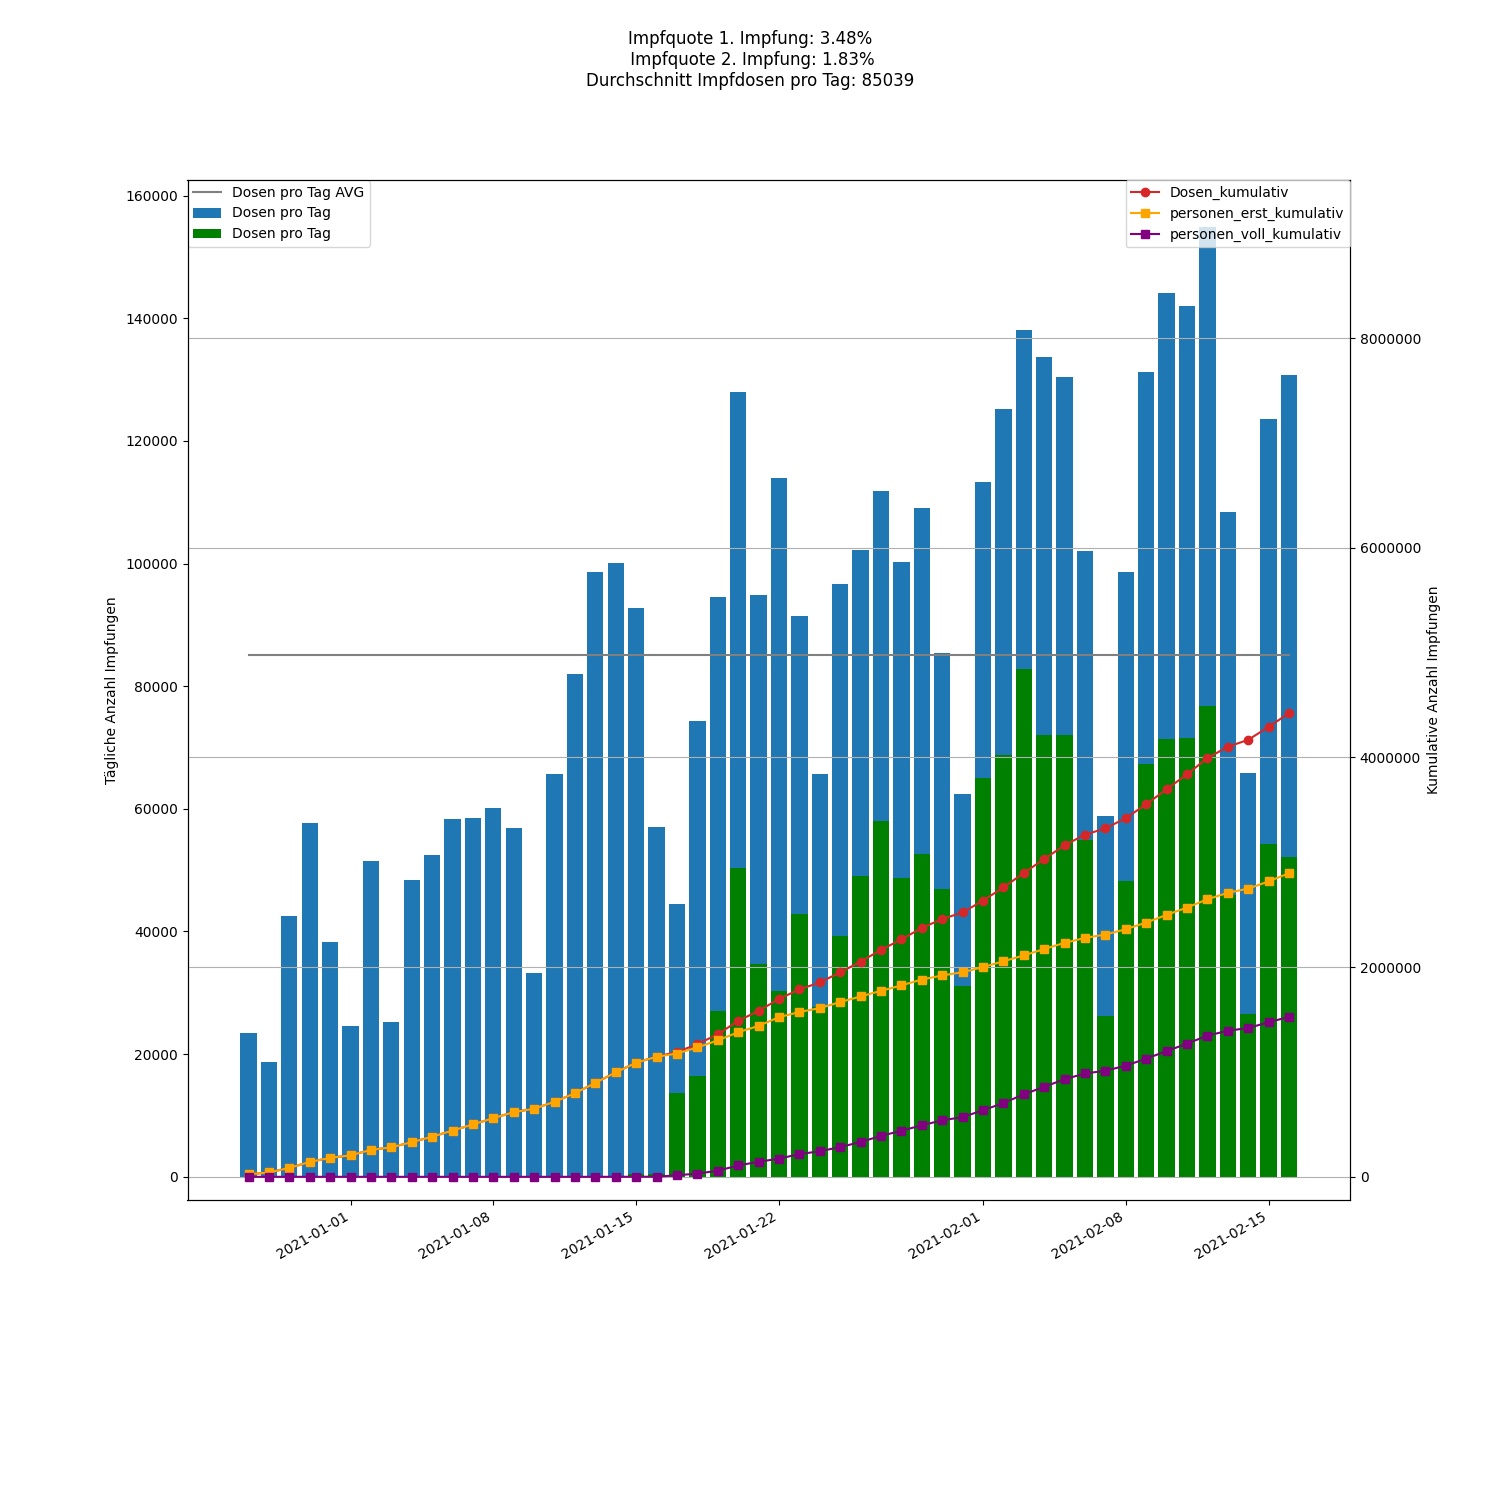 Impfquote 1. Impfung: 3.48%
Impfquote 2. Impfung: 1.83%
Durchschnitt Impfdosen pro Tag: 85039
Dosen pro Tag AVG
Dosen pro Tag
Dosen pro Tag
Dosen_kumulativ
personen_erst_kumulativ
personen_voll_kumulativ
160000
140000
120000
100000
80000
60000
40000
20000
0
Tägliche Anzahl Impfungen
8000000
6000000
4000000
2000000
0
Kumulative Anzahl Impfungen
2021-01-01
2021-01-08
2021-01-15
2021-01-22
2021-02-01
2021-02-08
2021-02-15